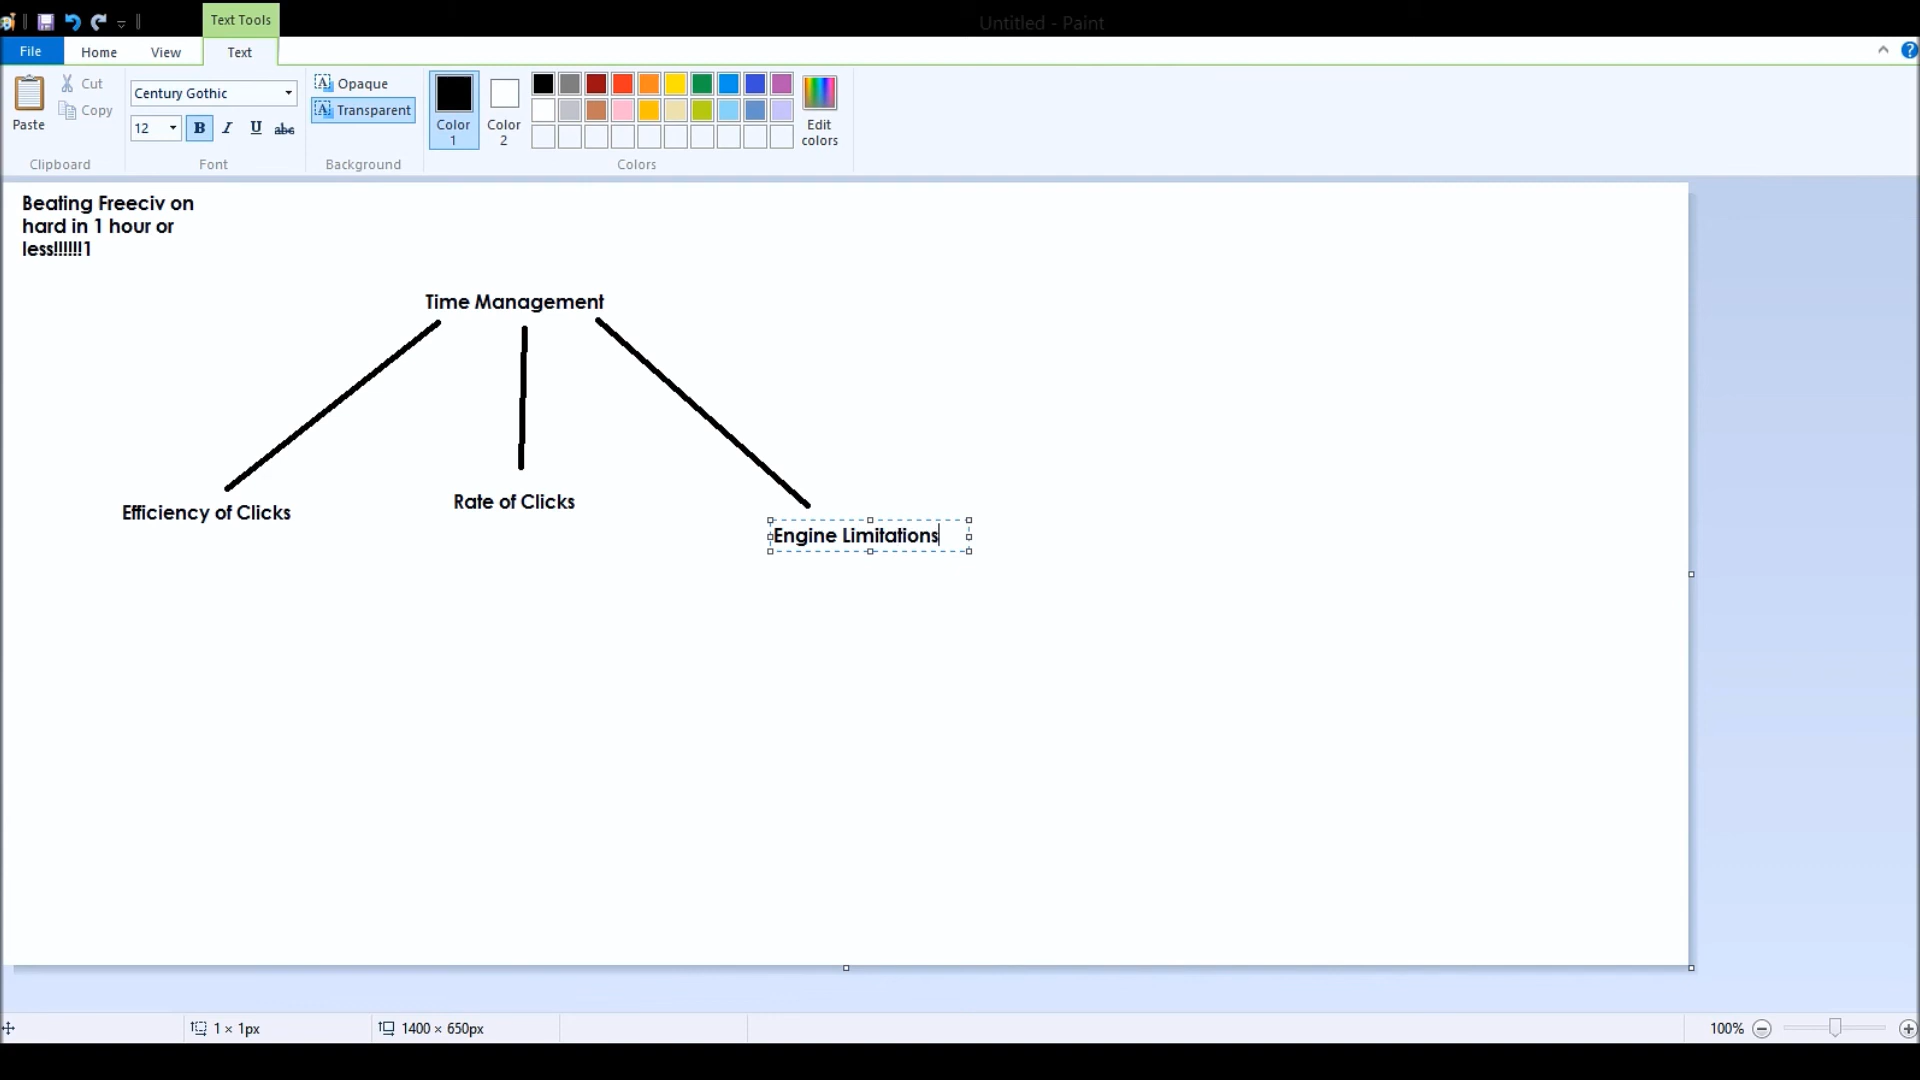 Text Tools
Untitled - Paint
File
Home
View
Text
Paste
Cut
Copy
Clipboard
Century Gothic
12
B
I
U
abc
Font
Opaque
Transparent
Background
Color
1
Color
2
Edit
colors
Colors
Beating Freeciv on
hard in 1 hour or
less!!!!!!1
Time Management
Efficiency of Clicks
Rate of Clicks
Engine Limitations
1 × 1px
1400 × 650px
100%